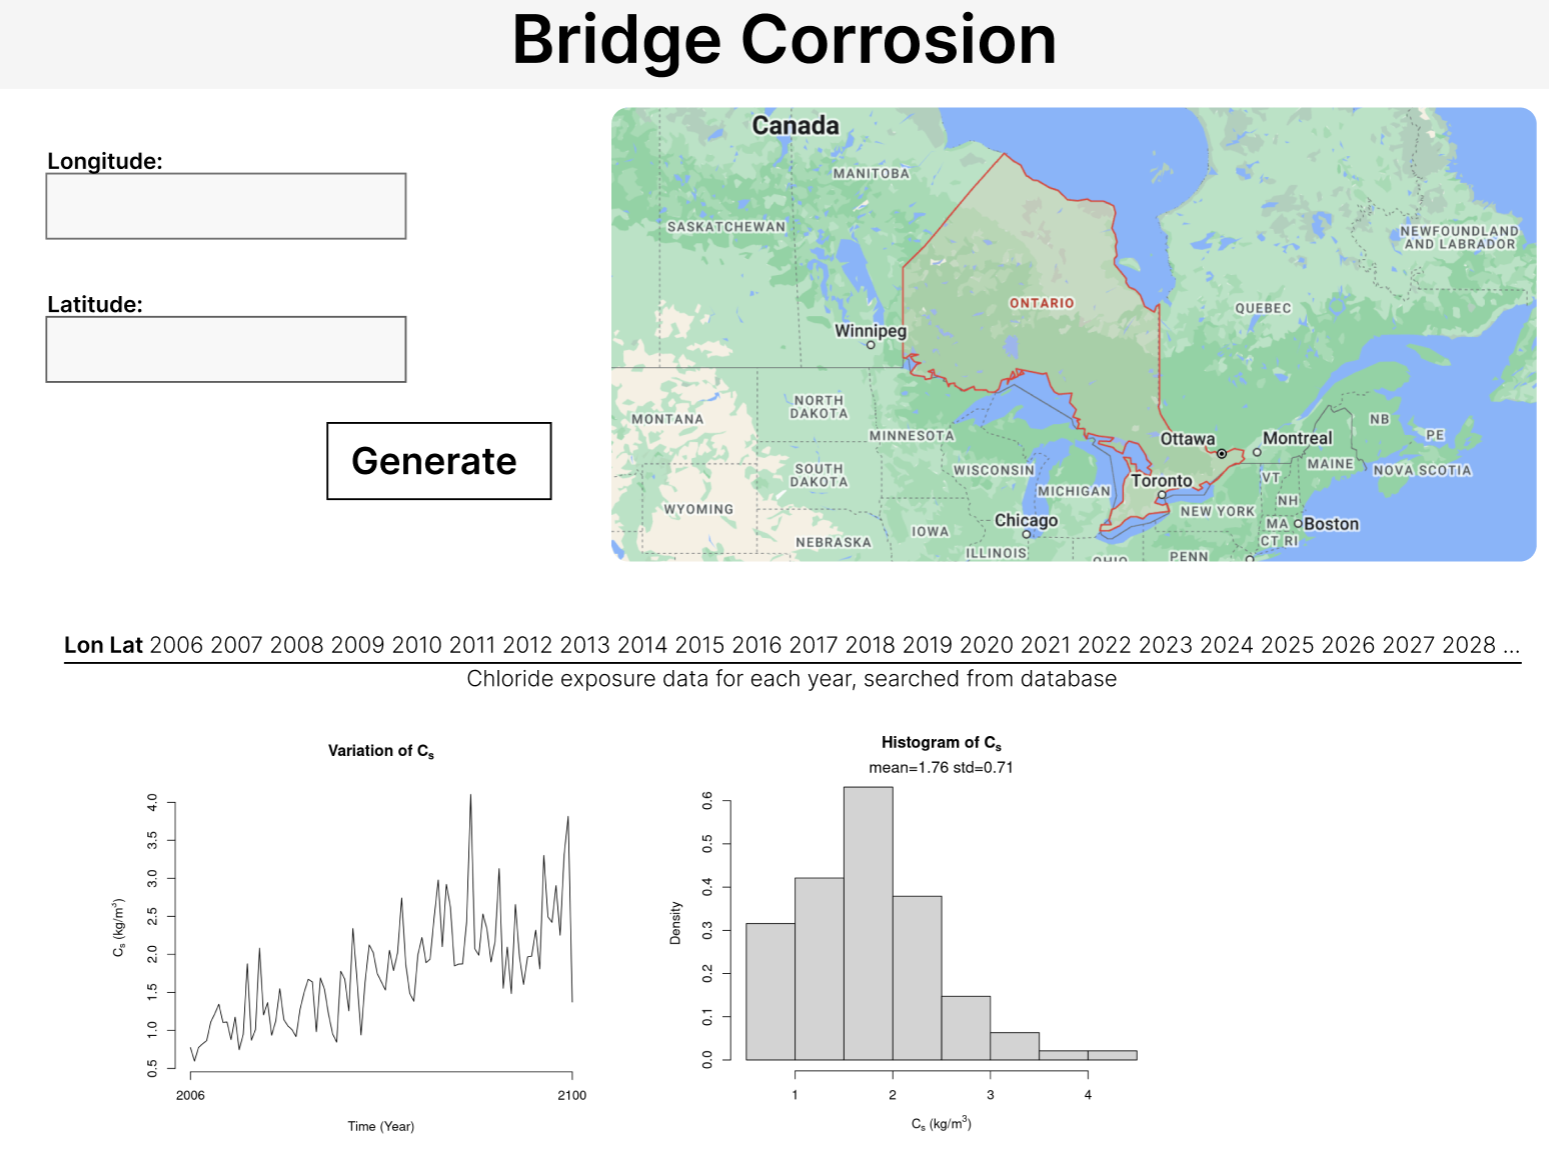 Bridge Corrosion
Longitude:
Latitude:
Generate
Canada
MANITOBA
SASKATCHEWAN
NEWFOUNDLAND
AND LABRADOR
ONTARIO
QUEBEC
Winnipeg
MONTANA
NORTH
DAKOTA
MINNESOTA
NB
PE
Ottawa
Montreal
MAINE
NOVA SCOTIA
SOUTH
DAKOTA
WISCONSIN
MICHIGAN
Toronto
VT
NH
WYOMING
NEW YORK
Chicago
MA
Boston
IOWA
NEBRASKA
CT RI
ILLINOIS
OHIO
PENN
Lon Lat 2006 2007 2008 2009 2010 2011 2012 2013 2014 2015 2016 2017 2018 2019 2020 2021 2022 2023 2024 2025 2026 2027 2028 ...
Chloride exposure data for each year, searched from database
Variation of Cs
4.0
3.5
3.0
2.5
2.0
1.5
1.0
0.5
Cs (kg/m³)
2006
2100
Time (Year)
Histogram of Cs
mean=1.76 std=0.71
0.6
0.5
0.4
0.3
0.2
0.1
0.0
Density
1
2
3
4
Cs (kg/m³)